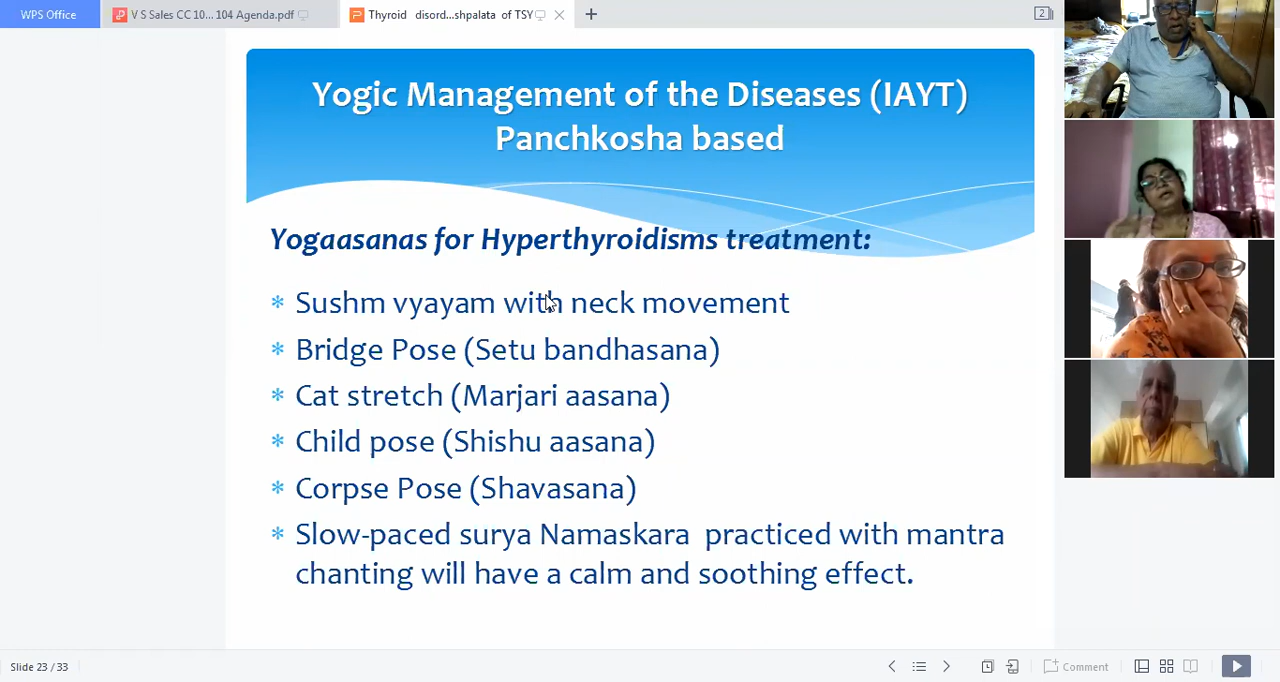 WPS Office
V S Sales CC 10... 104 Agenda.pdf
Thyroid disord...shpalata of TSY
2
Yogic Management of the Diseases (IAYT)
Panchkosha based
Yogaasanas for Hyperthyroidisms treatment:
* Sushm vyayam with neck movement
* Bridge Pose (Setu bandhasana)
* Cat stretch (Marjari aasana)
* Child pose (Shishu aasana)
* Corpse Pose (Shavasana)
* Slow-paced surya Namaskara practiced with mantra
chanting will have a calm and soothing effect.
Slide 23 / 33
Comment